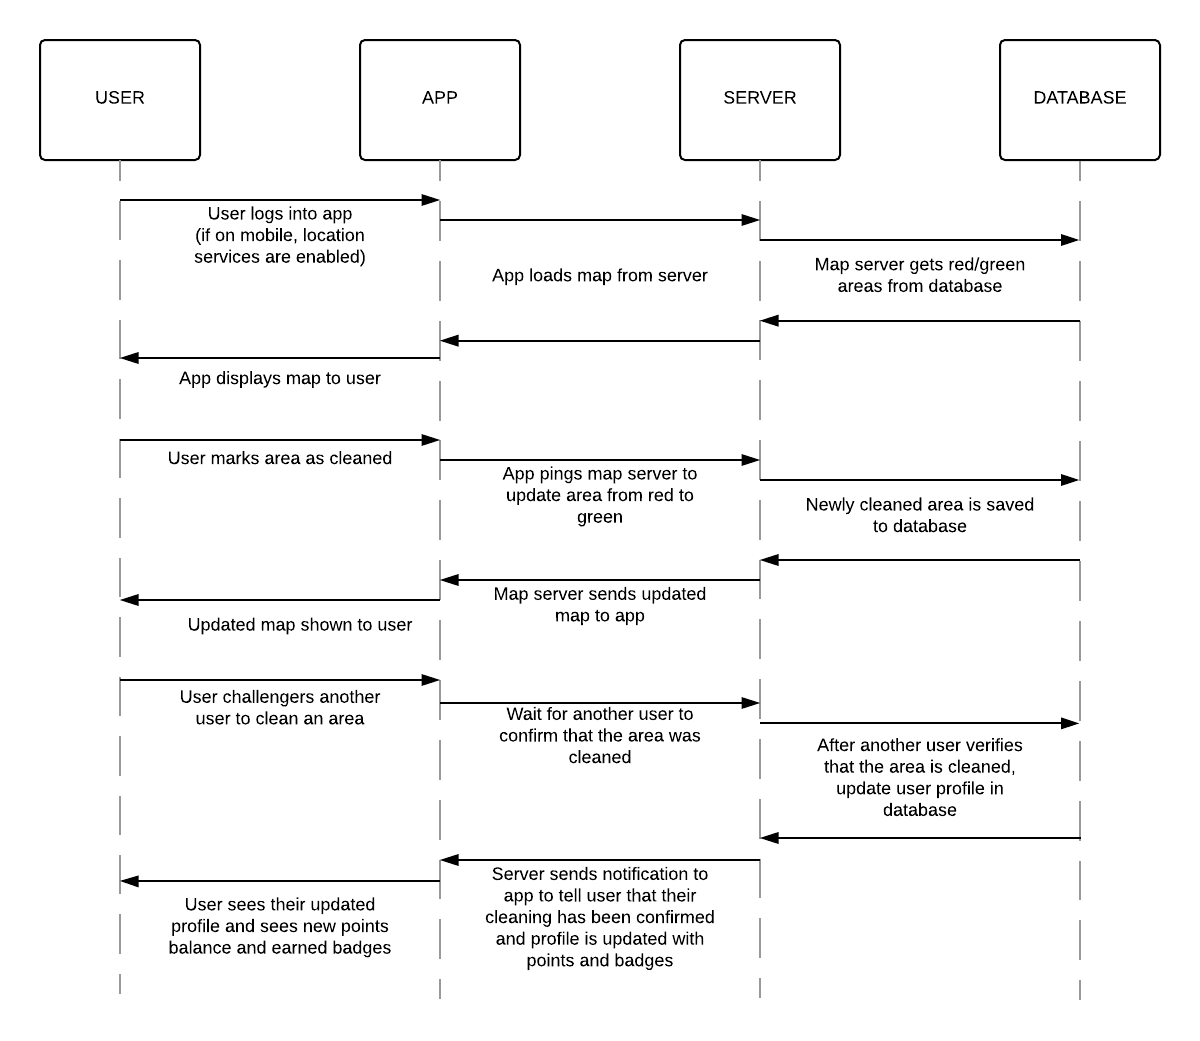 USER
APP
SERVER
DATABASE
User logs into app
(if on mobile, location
services are enabled)
App loads map from server
Map server gets red/green
areas from database
App displays map to user
User marks area as cleaned
App pings map server to
update area from red to
green
Newly cleaned area is saved
to database
Map server sends updated
map to app
Updated map shown to user
User challengers another
user to clean an area
Wait for another user to
confirm that the area was
cleaned
After another user verifies
that the area is cleaned,
update user profile in
database
Server sends notification to
app to tell user that their
cleaning has been confirmed
and profile is updated with
points and badges
User sees their updated
profile and sees new points
balance and earned badges